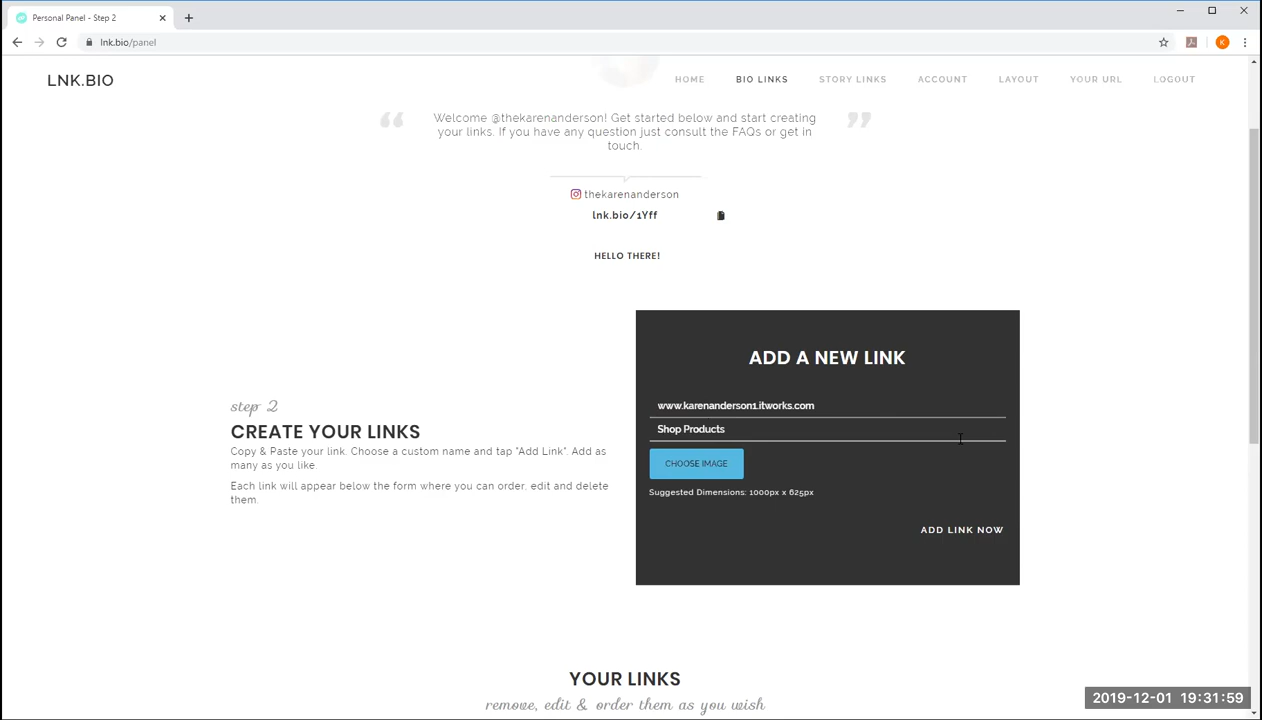 Personal Panel - Step 2
lnk.bio/panel
K
LNK.BIO
HOME BIO LINKS STORY LINKS ACCOUNT LAYOUT YOUR URL LOGOUT
“ Welcome @thekarenanderson! Get started below and start creating ”
your links. If you have any question just consult the FAQs or get in
touch.
thekarenanderson
lnk.bio/1Yff
HELLO THERE!
step 2
CREATE YOUR LINKS
Copy & Paste your link. Choose a custom name and tap "Add Link". Add as
many as you like.
Each link will appear below the form where you can order, edit and delete
them.
ADD A NEW LINK
www.karenanderson1.itworks.com
Shop Products
CHOOSE IMAGE
Suggested Dimensions: 1000px x 625px
ADD LINK NOW
YOUR LINKS
remove, edit & order them as you wish
2019-12-01 19:31:59